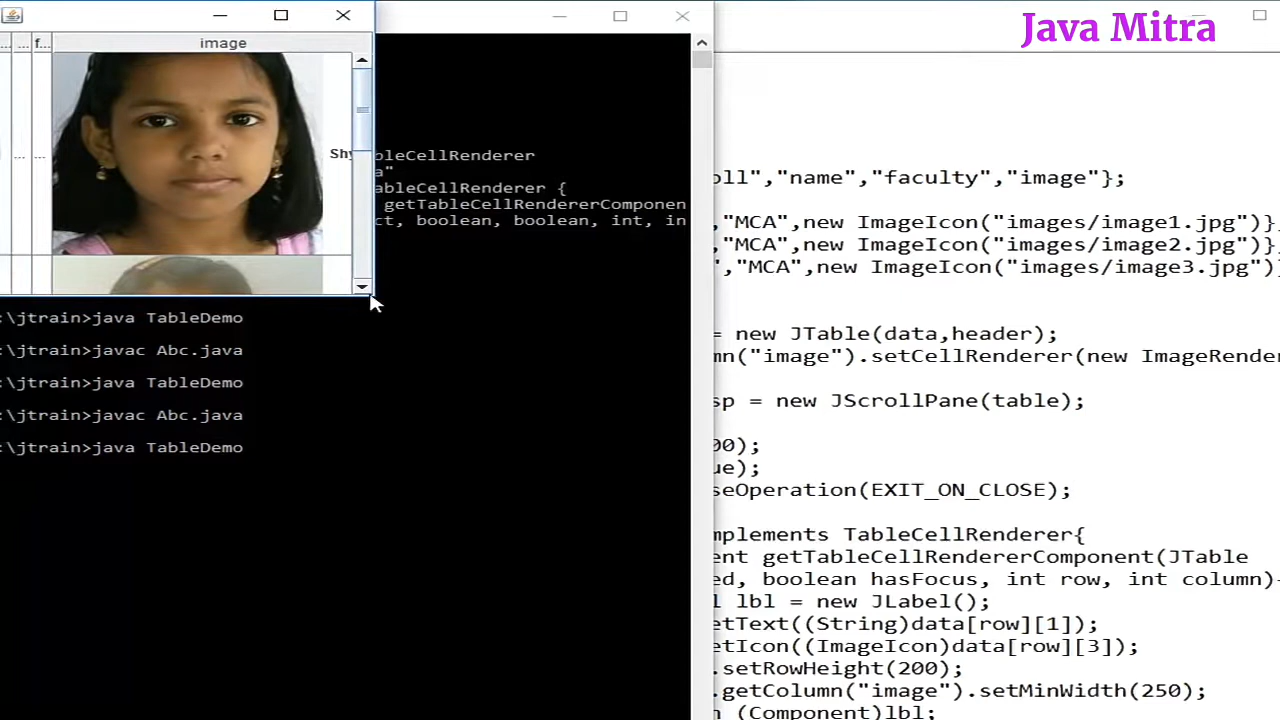 Java Mitra
... ... f... image
... ... Shy
bleCellRenderer
a"
ableCellRenderer {
getTableCellRendererComponen
ct, boolean, boolean, int, in
:\jtrain>java TableDemo
:\jtrain>javac Abc.java
:\jtrain>java TableDemo
:\jtrain>javac Abc.java
:\jtrain>java TableDemo
oll","name","faculty","image"};
,"MCA",new ImageIcon("images/image1.jpg")},
,"MCA",new ImageIcon("images/image2.jpg")},
',"MCA",new ImageIcon("images/image3.jpg")}
= new JTable(data,header);
mn("image").setCellRenderer(new ImageRender
sp = new JScrollPane(table);
00);
ue);
seOperation(EXIT_ON_CLOSE);
mplements TableCellRenderer{
ent getTableCellRendererComponent(JTable
ed, boolean hasFocus, int row, int column)
l lbl = new JLabel();
etText((String)data[row][1]);
etIcon((ImageIcon)data[row][3]);
.setRowHeight(200);
.getColumn("image").setMinWidth(250);
n (Component)lbl;